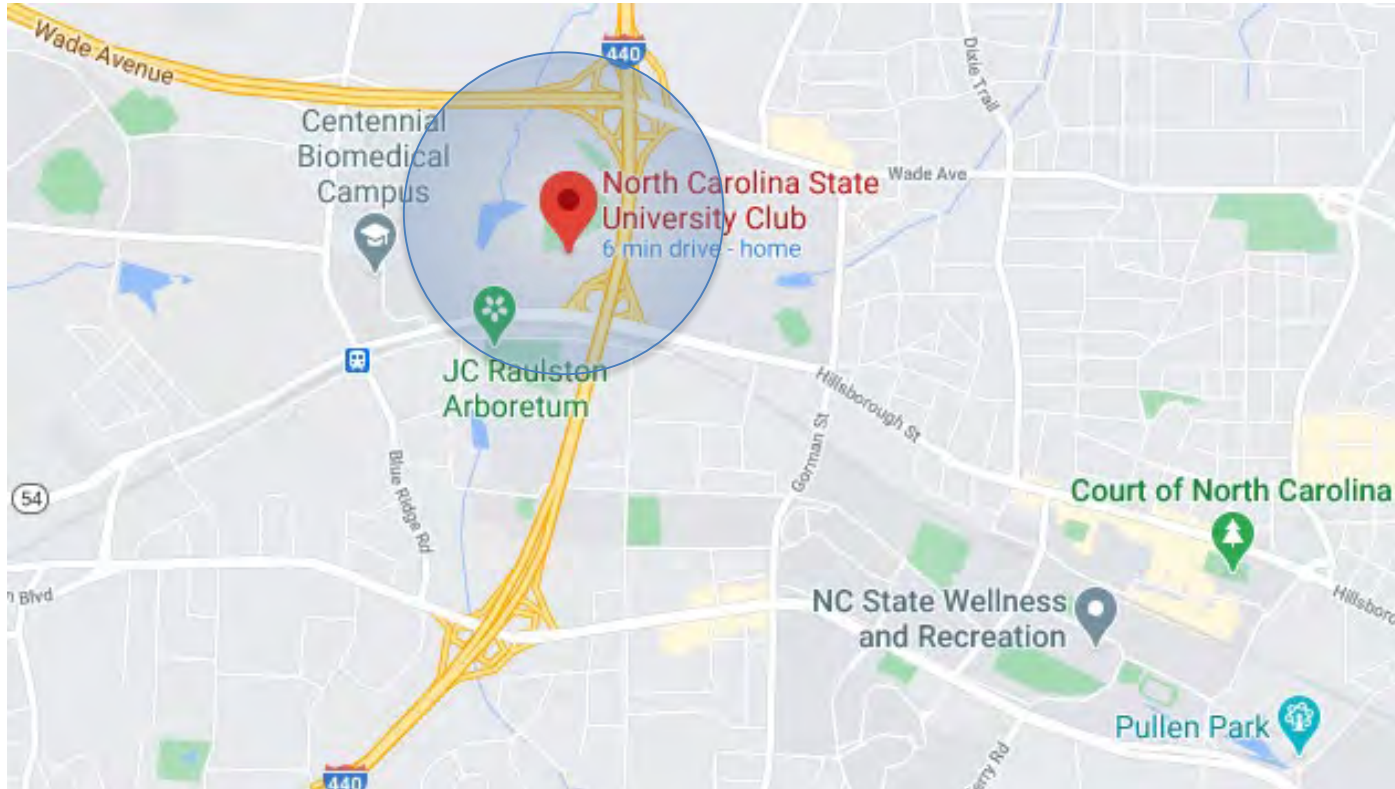 440
Wade Avenue
Dixie Trail
Centennial
Biomedical
Campus
North Carolina State
University Club
6 min drive - home
Wade Ave
JC Raulston
Arboretum
Hillsborough St
Gorman St
Blue Ridge Rd
54
Court of North Carolina
Blvd
NC State Wellness
and Recreation
Hillsboro
Pullen Park
Rd
440